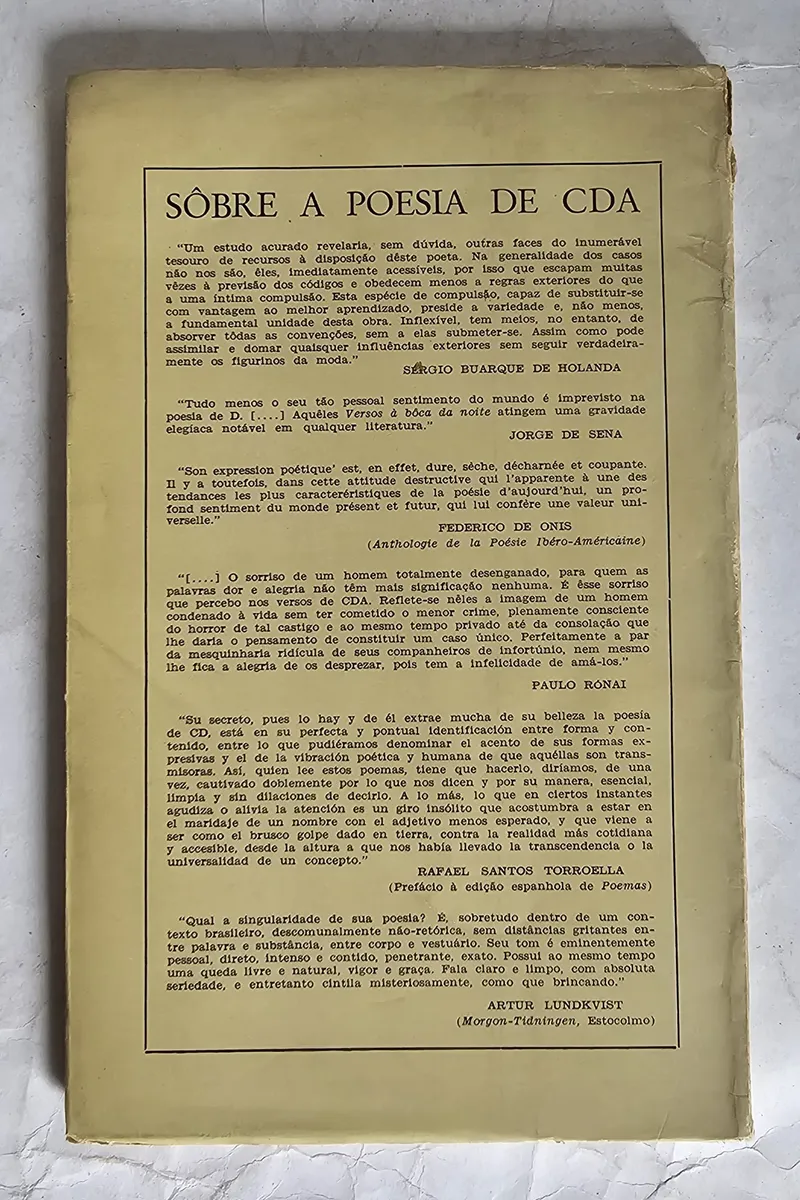 SÔBRE A POESIA DE CDA
"Um estudo acurado revelaria, sem dúvida, outras faces do inumerável
tesouro de recursos à disposição dêste poeta. Na generalidade dos casos
não nos são, êles, imediatamente acessíveis, por isso que escapam muitas
vêzes à previsão dos códigos e obedecem menos a regras exteriores do que
a uma íntima compulsão. Esta espécie de compulsão, capaz de substituir-se
com vantagem ao melhor aprendizado, preside a variedade e, não menos,
a fundamental unidade desta obra. Inflexível, tem meios, no entanto, de
absorver tôdas as convenções, sem a elas submeter-se. Assim como pode
assimilar e domar quaisquer influências exteriores sem seguir verdadeira-
mente os figurinos da moda."
SÉRGIO BUARQUE DE HOLANDA
"Tudo menos o seu tão pessoal sentimento do mundo é imprevisto na
poesia de D. [....] Aquêles Versos à bôca da noite atingem uma gravidade
elegíaca notável em qualquer literatura."
JORGE DE SENA
"Son expression poétique' est, en effet, dure, sêche, décharnée et coupante.
Il y a toutefois, dans cette attitude destructive qui l'apparente à une des
tendances les plus caractéristiques de la poésie d'aujourd'hui, un pro-
fond sentiment du monde présent et futur, qui lui confère une valeur uni-
verselle."
FEDERICO DE ONIS
(Anthologie de la Poésie Ibéro-Américaine)
"[....] O sorriso de um homem totalmente desenganado, para quem as
palavras dor e alegria não têm mais significação nenhuma. É êsse sorriso
que percebo nos versos de CDA. Reflete-se nêles a imagem de um homem
condenado à vida sem ter cometido o menor crime, plenamente consciente
do horror de tal castigo e ao mesmo tempo privado até da consolação que
lhe daria o pensamento de constituir um caso único. Perfeitamente a par
da mesquinharia ridícula de seus companheiros de infortúnio, nem mesmo
lhe fica a alegria de os desprezar, pois tem a infelicidade de amá-los."
PAULO RÓNAI
"Su secreto, pues lo hay y de él extrae mucha de su belleza la poesía
de CD, está en su perfecta y pontual identificación entre forma y con-
tenido, entre lo que pudiéramos denominar el acento de sus formas ex-
presivas y el de la vibración poética y humana de que aquéllas son trans-
misoras. Así, quien lee estos poemas, tiene que hacerlo, diríamos, de una
vez, cautivado doblemente por lo que nos dicen y por su manera, esencial,
limpia y sin dilaciones de decirlo. A lo más, lo que en ciertos instantes
agudiza o alivia la atención es un giro insólito que acostumbra a estar en
el maridaje de un nombre con el adjetivo menos esperado, y que viene a
ser como el brusco golpe dado en tierra, contra la realidad más cotidiana
y accesible, desde la altura a que nos había llevado la transcendencia o la
universalidad de un concepto."
RAFAEL SANTOS TORROELLA
(Prefácio à edição espanhola de Poemas)
"Qual a singularidade de sua poesia? É, sobretudo dentro de um con-
texto brasileiro, descomunalmente não-retórica, sem distâncias gritantes en-
tre palavra e substância, entre corpo e vestuário. Seu tom é eminentemente
pessoal, direto, intenso e contido, penetrante, exato. Possui ao mesmo tempo
uma queda livre e natural, vigor e graça. Fala claro e limpo, com absoluta
seriedade, e entretanto cintila misteriosamente, como que brincando."
ARTUR LUNDKVIST
(Morgon-Tidningen, Estocolmo)